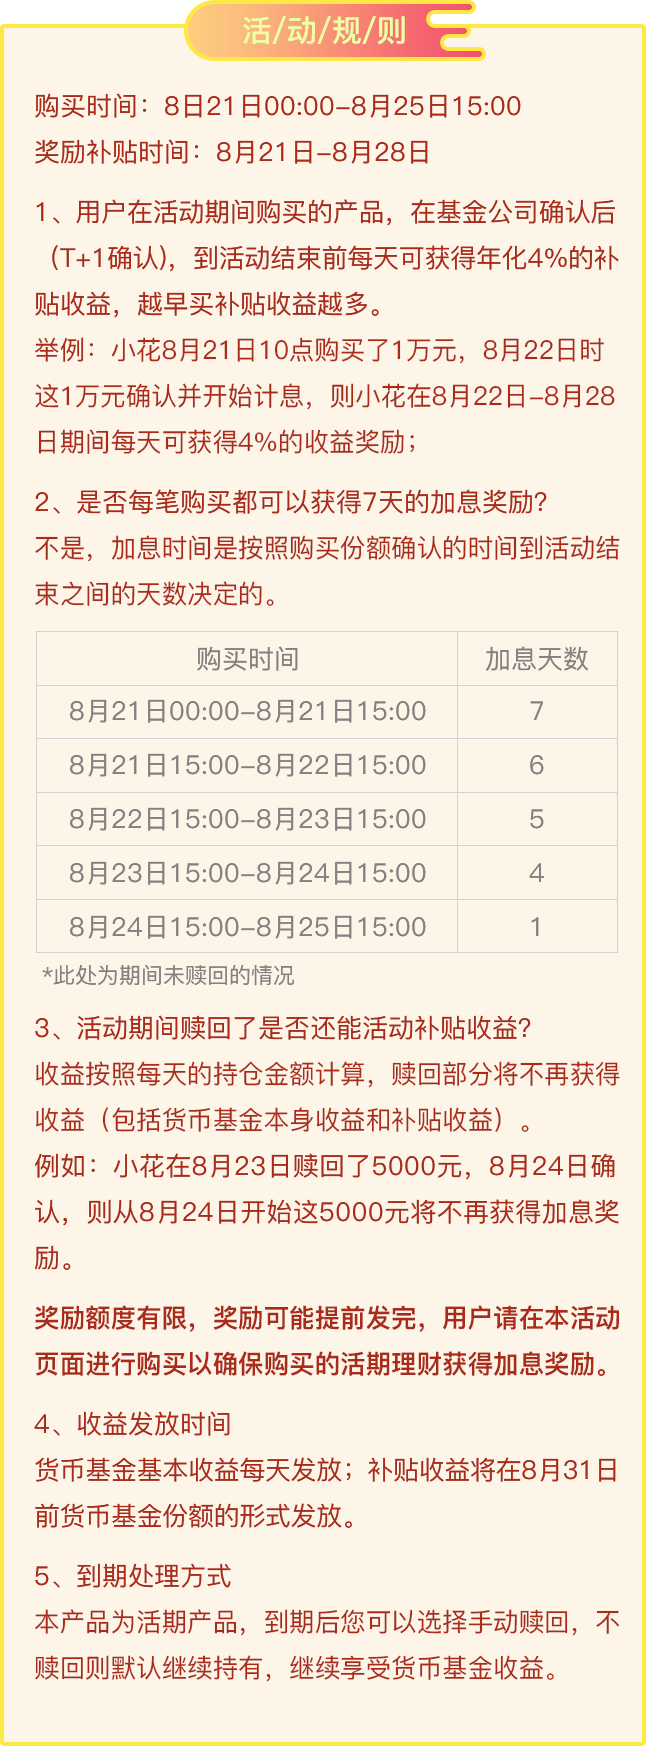 活/动/规/则
购买时间：8日21日00:00-8月25日15:00
奖励补贴时间：8月21日-8月28日
1、用户在活动期间购买的产品，在基金公司确认后
（T+1确认)，到活动结束前每天可获得年化4%的补
贴收益，越早买补贴收益越多。
举例：小花8月21日10点购买了1万元，8月22日时
这1万元确认并开始计息，则小花在8月22日-8月28
日期间每天可获得4%的收益奖励；
2、是否每笔购买都可以获得7天的加息奖励？
不是，加息时间是按照购买份额确认的时间到活动结
束之间的天数决定的。
购买时间 加息天数
8月21日00:00-8月21日15:00 7
8月21日15:00-8月22日15:00 6
8月22日15:00-8月23日15:00 5
8月23日15:00-8月24日15:00 4
8月24日15:00-8月25日15:00 1
*此处为期间未赎回的情况
3、活动期间赎回了是否还能活动补贴收益？
收益按照每天的持仓金额计算，赎回部分将不再获得
收益（包括货币基金本身收益和补贴收益）。
例如：小花在8月23日赎回了5000元，8月24日确
认，则从8月24日开始这5000元将不再获得加息奖
励。
奖励额度有限，奖励可能提前发完，用户请在本活动
页面进行购买以确保购买的活期理财获得加息奖励。
4、收益发放时间
货币基金基本收益每天发放；补贴收益将在8月31日
前货币基金份额的形式发放。
5、到期处理方式
本产品为活期产品，到期后您可以选择手动赎回，不
赎回则默认继续持有，继续享受货币基金收益。